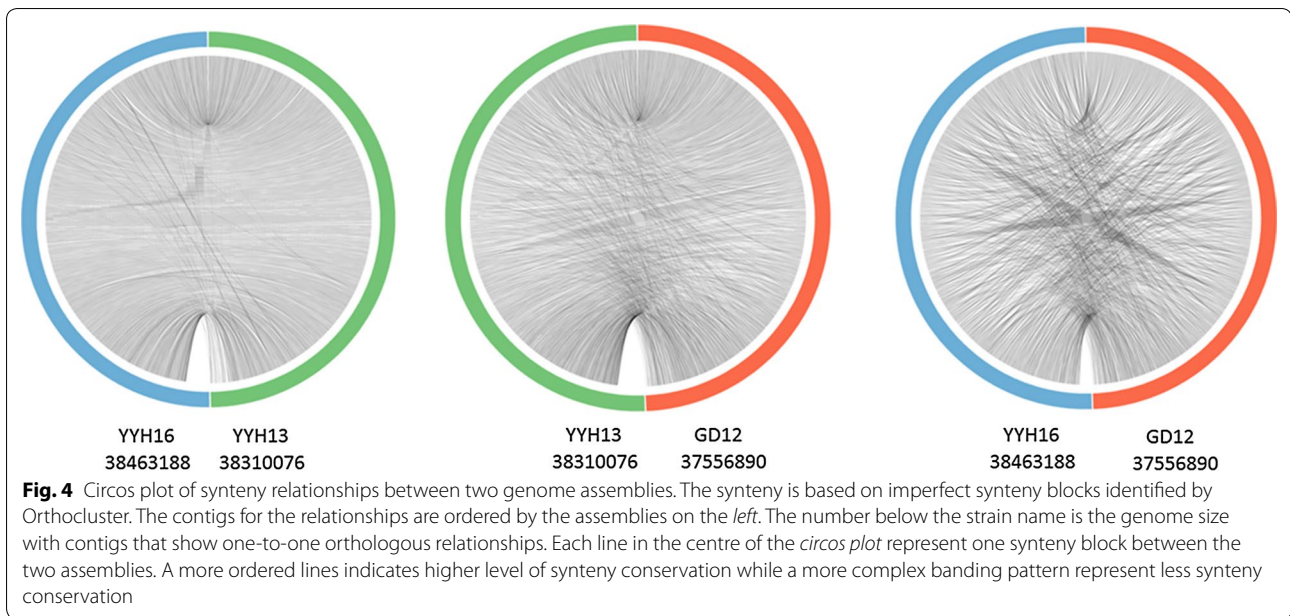 YYH16 YYH13
38463188 38310076
YYH13 GD12
38310076 37556890
YYH16 GD12
38463188 37556890
Fig. 4 Circos plot of synteny relationships between two genome assemblies. The synteny is based on imperfect synteny blocks identified by
Orthocluster. The contigs for the relationships are ordered by the assemblies on the left. The number below the strain name is the genome size
with contigs that show one-to-one orthologous relationships. Each line in the centre of the circos plot represent one synteny block between the
two assemblies. A more ordered lines indicates higher level of synteny conservation while a more complex banding pattern represent less synteny
conservation